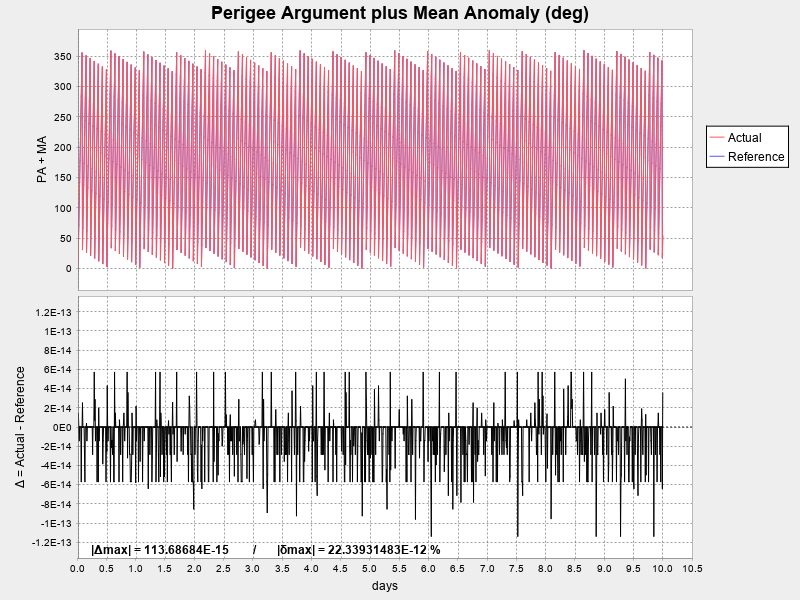 Perigee Argument plus Mean Anomaly (deg)
PA + MA
350
300
250
200
150
100
50
0
Actual
Reference
Δ = Actual - Reference
1.2E-13
1E-13
8E-14
6E-14
4E-14
2E-14
0E0
-2E-14
-4E-14
-6E-14
-8E-14
-1E-13
-1.2E-13
|Δmax| = 113.68684E-15 / |δmax| = 22.33931483E-12 %
0.0 0.5 1.0 1.5 2.0 2.5 3.0 3.5 4.0 4.5 5.0 5.5 6.0 6.5 7.0 7.5 8.0 8.5 9.0 9.5 10.0 10.5
days